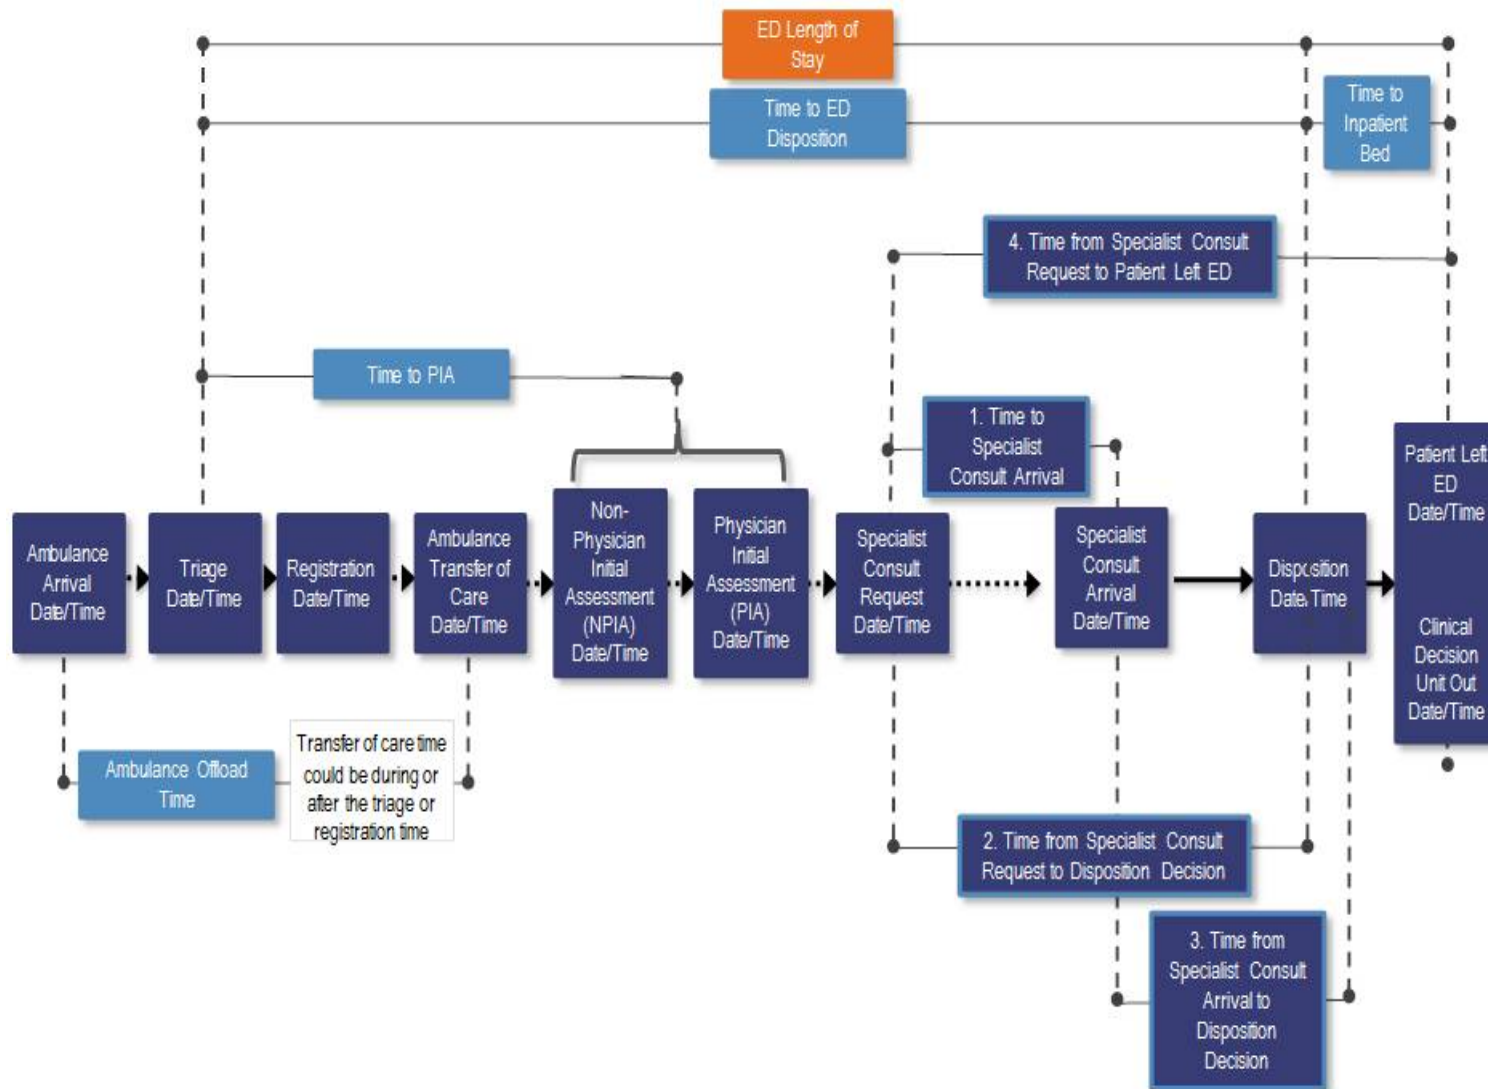 ED Length of
Stay
Time to ED
Disposition
Time to
Inpatient
Bed
4. Time from Specialist Consult
Request to Patient Left ED
Time to PIA
1. Time to
Specialist
Consult Arrival
Ambulance
Arrival
Date/Time
Triage
Date/Time
Registration
Date/Time
Ambulance
Transfer of
Care
Date/Time
Non-
Physician
Initial
Assessment
(NPIA)
Date/Time
Physician
Initial
Assessment
(PIA)
Date/Time
Specialist
Consult
Request
Date/Time
Specialist
Consult
Arrival
Date/Time
Disposition
Date/Time
Patient Left
ED
Date/Time
Clinical
Decision
Unit Out
Date/Time
Ambulance Offload
Time
Transfer of care time
could be during or
after the triage or
registration time
2. Time from Specialist Consult
Request to Disposition Decision
3. Time from
Specialist Consult
Arrival to
Disposition
Decision